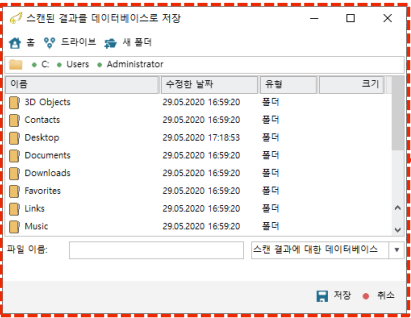 스캔된 결과를 데이터베이스로 저장
홈 드라이브 새 폴더
C: Users Administrator
이름 수정한 날짜 유형 크기
3D Objects 29.05.2020 16:59:20 폴더
Contacts 29.05.2020 16:59:20 폴더
Desktop 29.05.2020 17:18:53 폴더
Documents 29.05.2020 16:59:20 폴더
Downloads 29.05.2020 16:59:20 폴더
Favorites 29.05.2020 16:59:20 폴더
Links 29.05.2020 16:59:20 폴더
Music 29.05.2020 16:59:20 폴더
파일 이름: 스캔 결과에 대한 데이터베이스
저장 취소